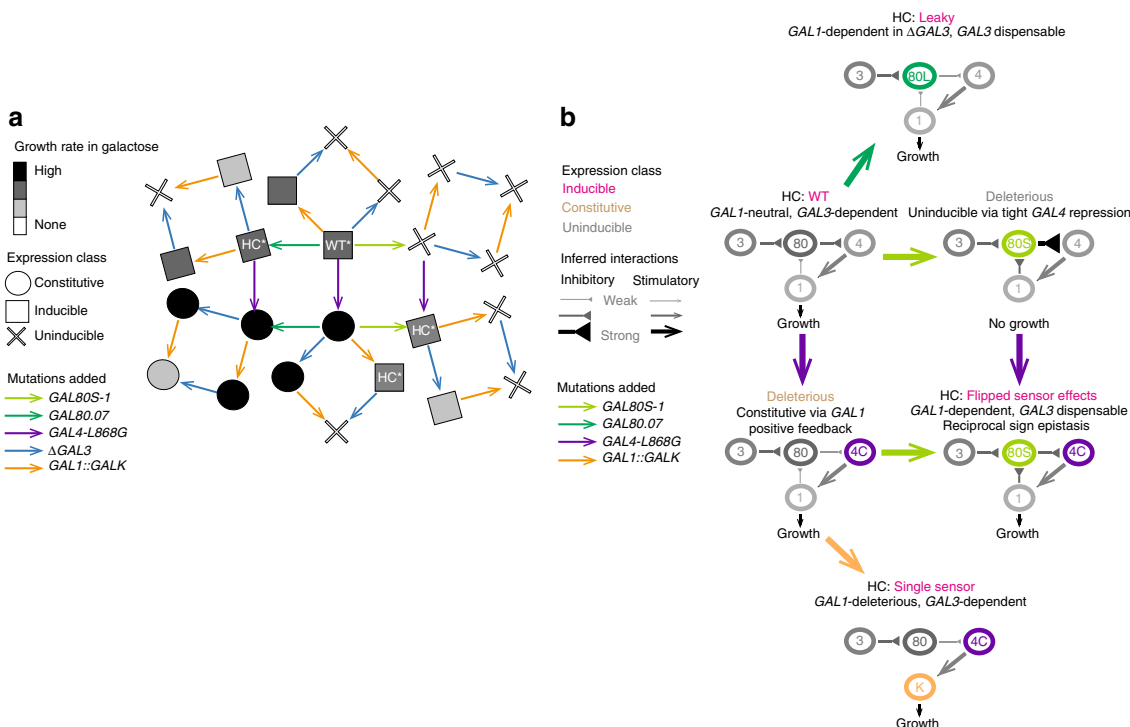 a
Growth rate in galactose
High
None
Expression class
Constitutive
Inducible
Uninducible
Mutations added
GAL80S-1
GAL80.07
GAL4-L868G
ΔGAL3
GAL1::GALK
HC*
WT*
HC*
HC*
b
Expression class
Inducible
Constitutive
Uninducible
Inferred interactions
Inhibitory Stimulatory
Weak
Strong
Mutations added
GAL80S-1
GAL80.07
GAL4-L868G
GAL1::GALK
HC: Leaky
GAL1-dependent in ΔGAL3, GAL3 dispensable
3 80L 4
1
Growth
HC: WT
GAL1-neutral, GAL3-dependent
3 80 4
1
Growth
Deleterious
Uninducible via tight GAL4 repression
3 80S 4
1
No growth
Deleterious
Constitutive via GAL1
positive feedback
3 80 4C
1
Growth
HC: Flipped sensor effects
GAL1-dependent, GAL3 dispensable
Reciprocal sign epistasis
3 80S 4C
1
Growth
HC: Single sensor
GAL1-deleterious, GAL3-dependent
3 80 4C
K
Growth